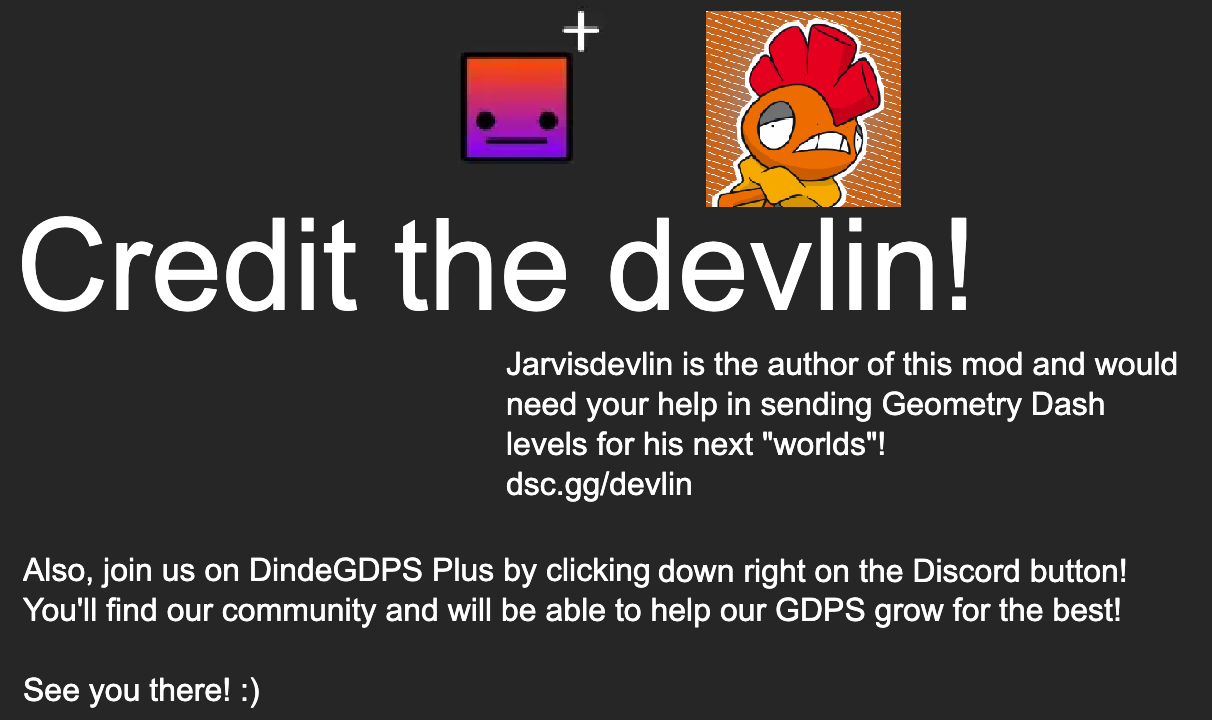 Credit the devlin!
Jarvisdevlin is the author of this mod and would
need your help in sending Geometry Dash
levels for his next "worlds"!
dsc.gg/devlin
Also, join us on DindeGDPS Plus by clicking down right on the Discord button!
You'll find our community and will be able to help our GDPS grow for the best!
See you there! :)